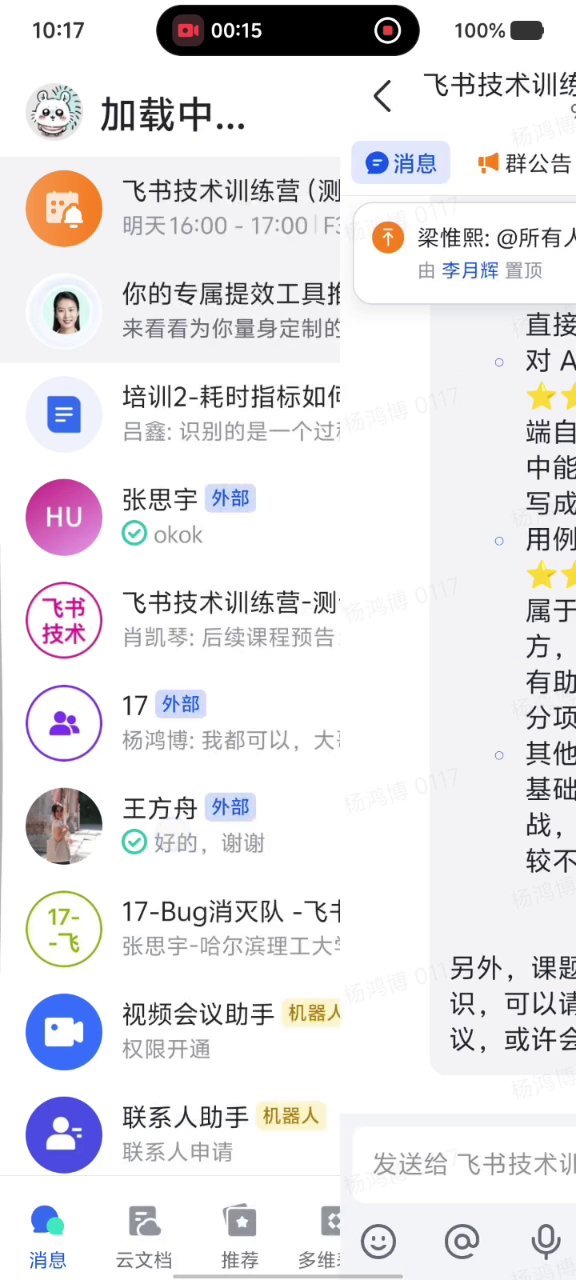 10:17
00:15
100%
加载中...
飞书技术训练营（测
明天16:00 - 17:00 | F3
你的专属提效工具推
来看看为你量身定制的
培训2-耗时指标如何
吕鑫: 识别的是一个过程
HU
张思宇 外部
okok
飞书
技术
飞书技术训练营-测
肖凯琴: 后续课程预告
17 外部
杨鸿博: 我都可以，大
王方舟 外部
好的，谢谢
17-
-飞
17-Bug消灭队 -飞书
张思宇-哈尔滨理工大学
视频会议助手 机器人
权限开通
联系人助手 机器人
联系人申请
消息
云文档
推荐
多维表
飞书技术训练
消息
群公告
梁惟熙: @所有人
由 李月辉 置顶
直接
对 A
端自
中能
写成
用例
属于
方，
有助
分项
其他
基础
战，
较不
另外，课题
识，可以请
议，或许会
发送给 飞书技术训
杨鸿博 0117